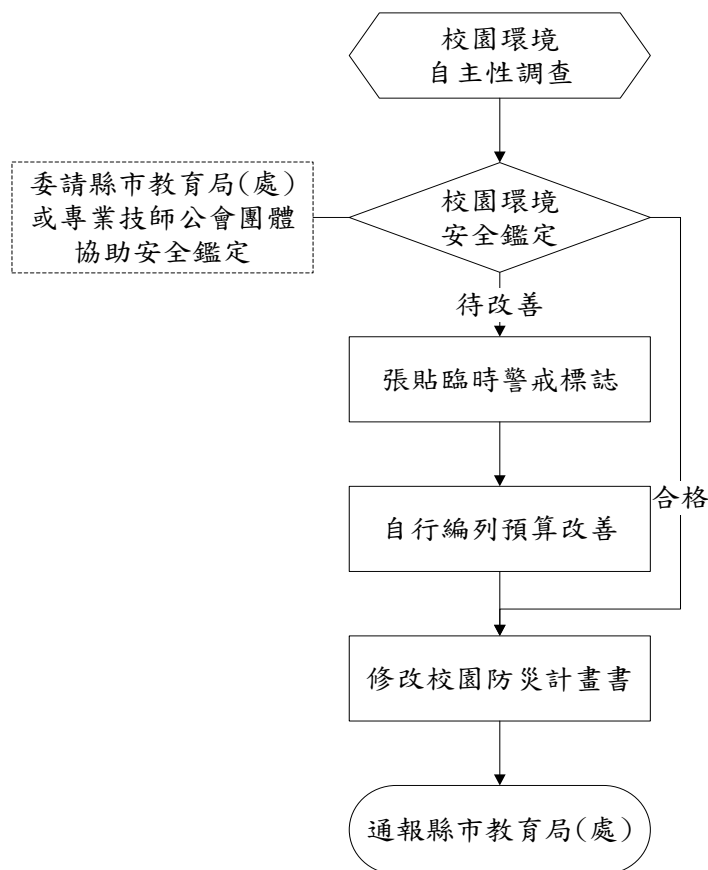 校園環境
自主性調查
委請縣市教育局(處)
或專業技師公會團體
協助安全鑑定
校園環境
安全鑑定
待改善
張貼臨時警戒標誌
合格
自行編列預算改善
修改校園防災計畫書
通報縣市教育局(處)